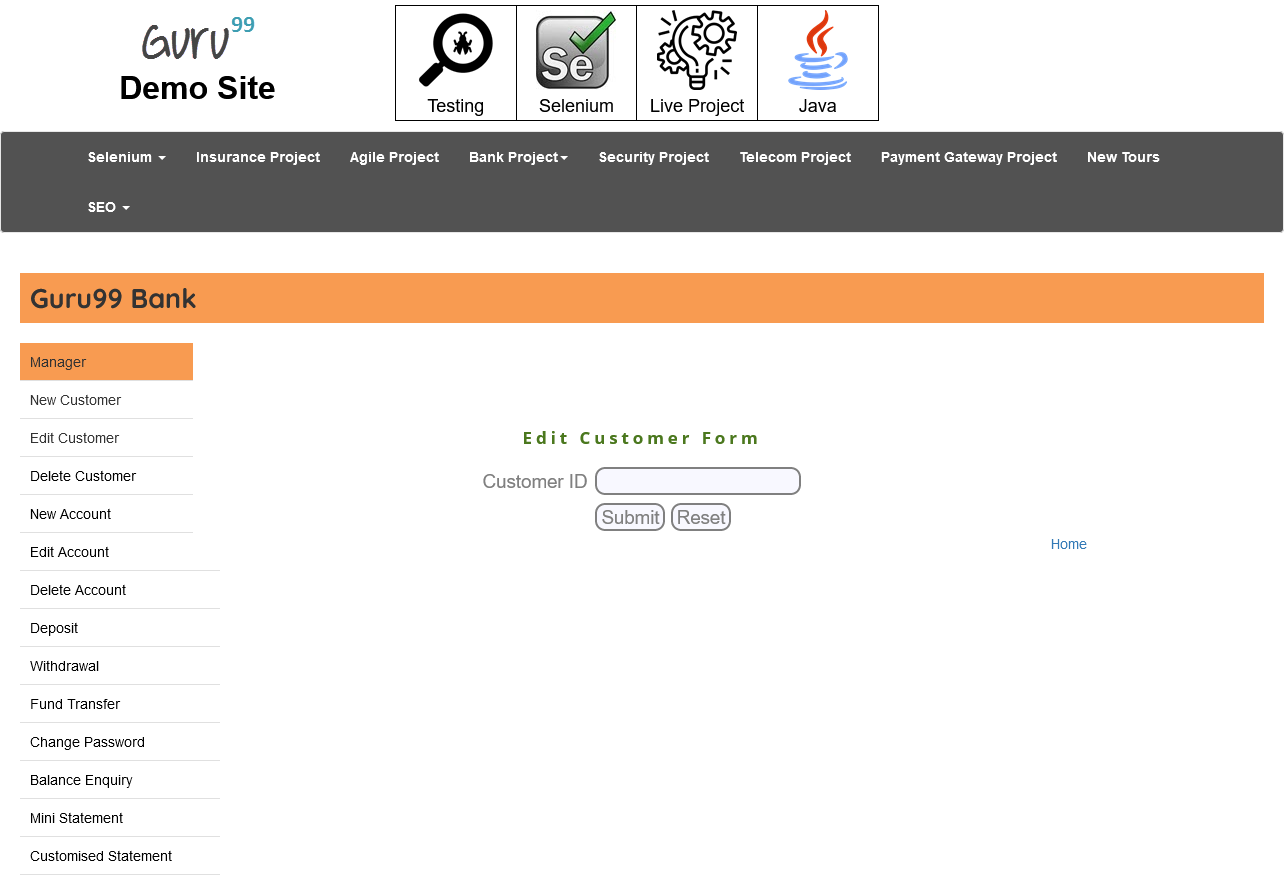 Guru99
Demo Site
Testing
Selenium
Live Project
Java
Selenium Insurance Project Agile Project Bank Project Security Project Telecom Project Payment Gateway Project New Tours
SEO
Guru99 Bank
Manager
New Customer
Edit Customer
Delete Customer
New Account
Edit Account
Delete Account
Deposit
Withdrawal
Fund Transfer
Change Password
Balance Enquiry
Mini Statement
Customised Statement
Edit Customer Form
Customer ID
Submit Reset
Home
Se